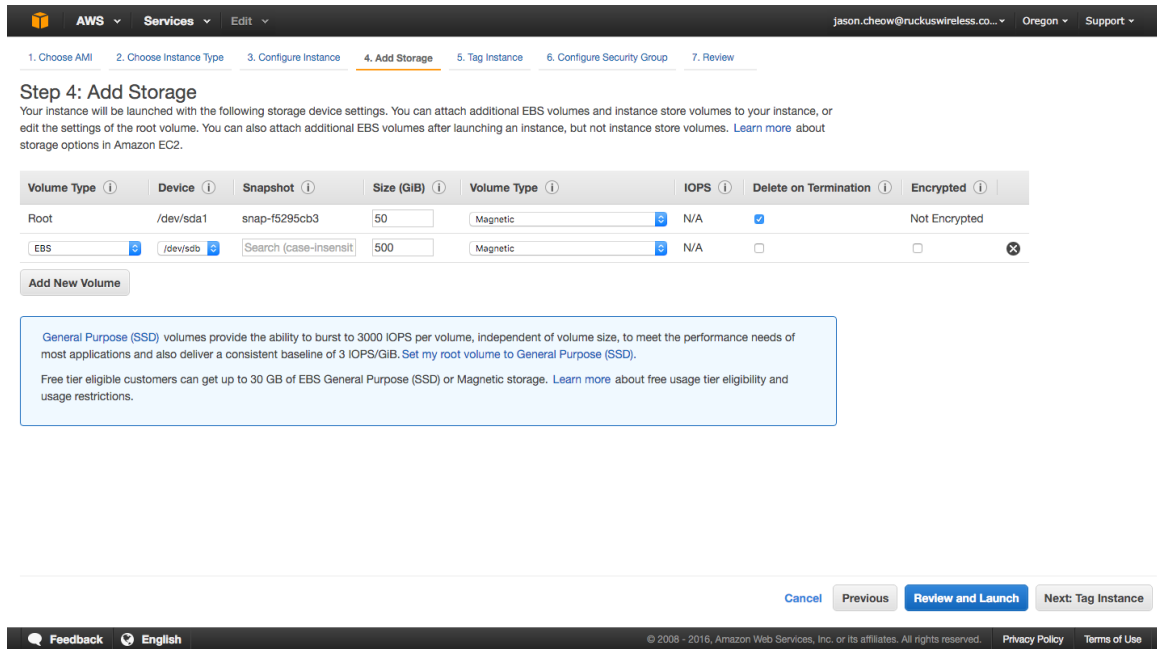 AWS Services Edit jason.cheow@ruckuswireless.co... Oregon Support
1. Choose AMI 2. Choose Instance Type 3. Configure Instance 4. Add Storage 5. Tag Instance 6. Configure Security Group 7. Review
Step 4: Add Storage
Your instance will be launched with the following storage device settings. You can attach additional EBS volumes and instance store volumes to your instance, or
edit the settings of the root volume. You can also attach additional EBS volumes after launching an instance, but not instance store volumes. Learn more about
storage options in Amazon EC2.
Volume Type i Device i Snapshot i Size (GiB) i Volume Type i IOPS i Delete on Termination i Encrypted i
Root /dev/sda1 snap-f5295cb3 50 Magnetic N/A Not Encrypted
EBS /dev/sdb Search (case-insensit 500 Magnetic N/A
Add New Volume
General Purpose (SSD) volumes provide the ability to burst to 3000 IOPS per volume, independent of volume size, to meet the performance needs of
most applications and also deliver a consistent baseline of 3 IOPS/GiB. Set my root volume to General Purpose (SSD).
Free tier eligible customers can get up to 30 GB of EBS General Purpose (SSD) or Magnetic storage. Learn more about free usage tier eligibility and
usage restrictions.
Cancel Previous Review and Launch Next: Tag Instance
Feedback English © 2008 - 2016, Amazon Web Services, Inc. or its affiliates. All rights reserved. Privacy Policy Terms of Use